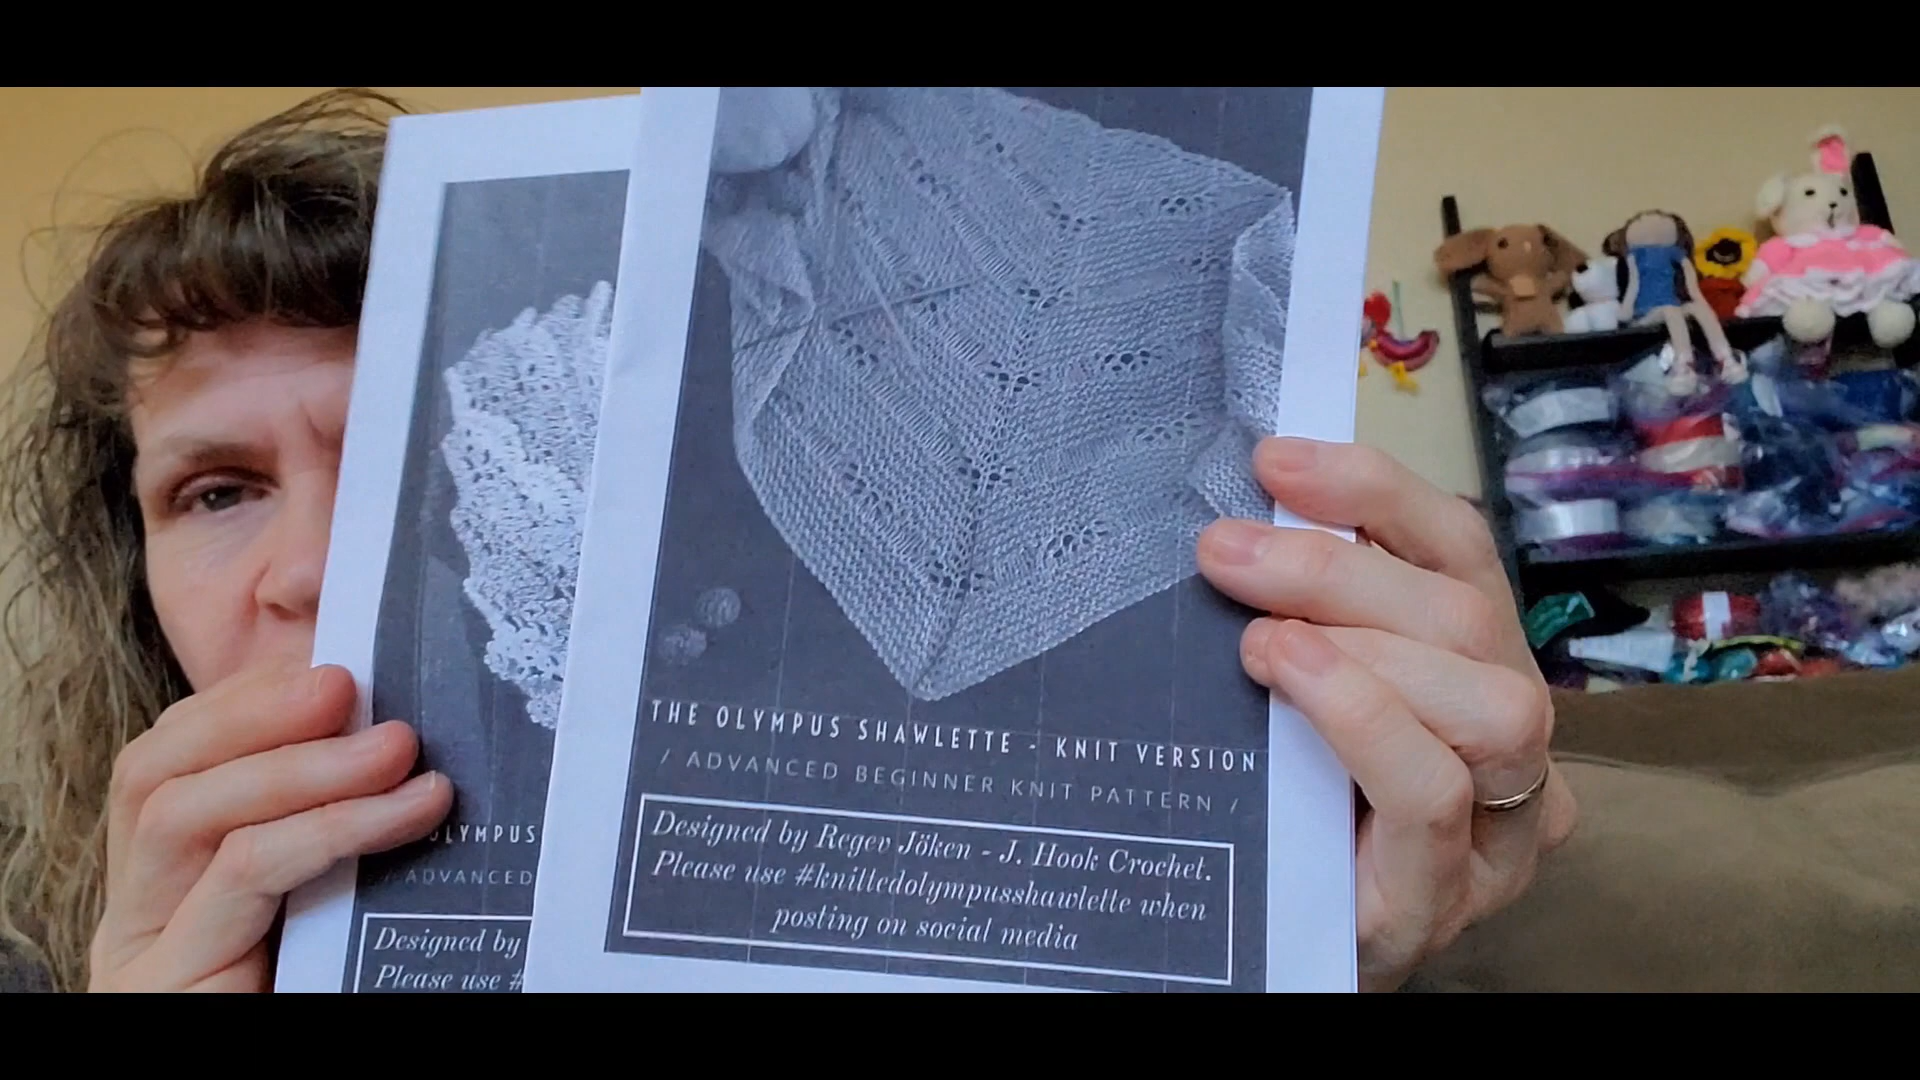 OLYMPUS
/ ADVANCED
Designed by
Please use #
THE OLYMPUS SHAWLETTE - KNIT VERSION
/ ADVANCED BEGINNER KNIT PATTERN /
Designed by Regev Jöken - J. Hook Crochet.
Please use #knittedolympusshawlette when
posting on social media